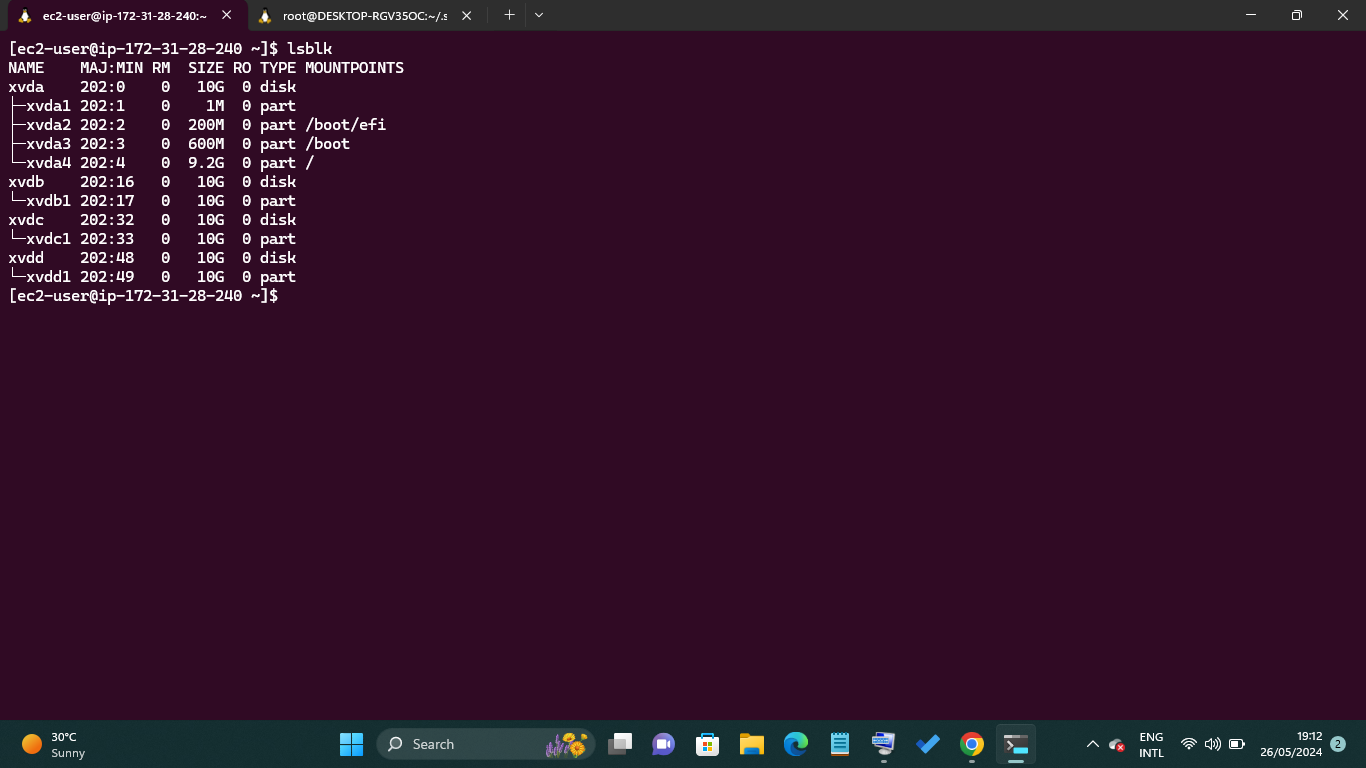 ec2-user@ip-172-31-28-240:~
root@DESKTOP-RGV35OC:~/.s
[ec2-user@ip-172-31-28-240 ~]$ lsblk
NAME    MAJ:MIN RM  SIZE RO TYPE MOUNTPOINTS
xvda    202:0    0   10G  0 disk
├─xvda1 202:1    0    1M  0 part
├─xvda2 202:2    0  200M  0 part /boot/efi
├─xvda3 202:3    0  600M  0 part /boot
└─xvda4 202:4    0  9.2G  0 part /
xvdb    202:16   0   10G  0 disk
└─xvdb1 202:17   0   10G  0 part
xvdc    202:32   0   10G  0 disk
└─xvdc1 202:33   0   10G  0 part
xvdd    202:48   0   10G  0 disk
└─xvdd1 202:49   0   10G  0 part
[ec2-user@ip-172-31-28-240 ~]$
30°C
Sunny
Search
ENG
INTL
19:12
26/05/2024
2